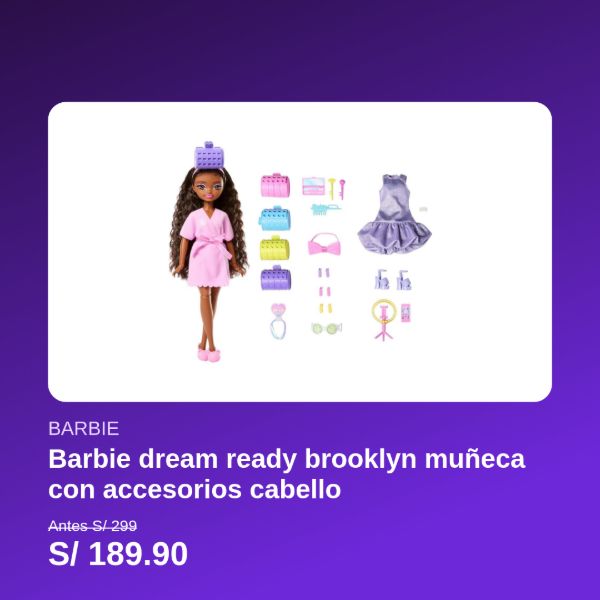 BARBIE
Barbie dream ready brooklyn muñeca
con accesorios cabello
Antes S/ 299
S/ 189.90